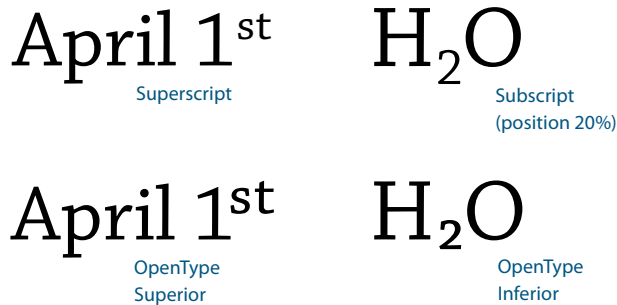 April 1st
Superscript
H2O
Subscript
(position 20%)
April 1st
OpenType
Superior
H2O
OpenType
Inferior